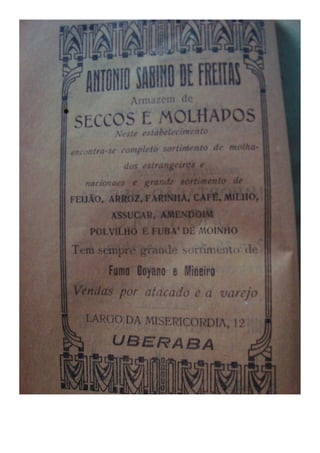 ANTONIO SABINO DE FREITAS
Armazem de
SECCOS E MOLHADOS
Neste estabelecimento
encontra-se completo sortimento de molha-
dos estrangeiros e
nacionaes e grande sortimento de
FEIJÃO, ARROZ, FARINHA, CAFÉ, MILHO,
ASSUCAR, AMENDOIM
POLVILHO E FUBA' DE MOINHO
Tem sempre grande sortimento de
Fumo Goyano e Mineiro
Vendas por atacado e a varejo
LARGO DA MISERICORDIA, 12
UBERABA